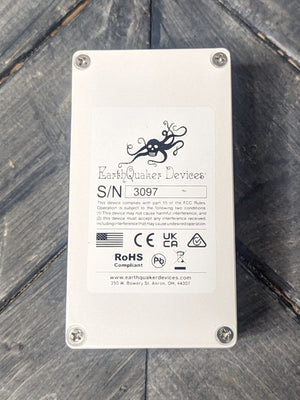 EarthQuaker Devices
S/N 3097 ~
This device complies with part 15 of the FCC Rules.
Operation is subject to the following two conditions:
(1) This device may not cause harmful interference, and
(2) this device must accept any interference received,
including interference that may cause undesired operation.
CE UK
CA
RoHS
Compliant
Pb
www.earthquakerdevices.com
350 W. Bowery St. Akron, OH, 44307